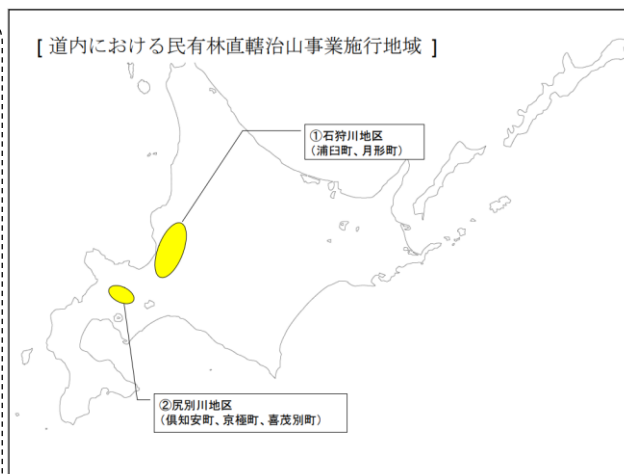 [ 道内における民有林直轄治山事業施行地域 ]
①石狩川地区
（浦臼町、月形町）
②尻別川地区
（倶知安町、京極町、喜茂別町）